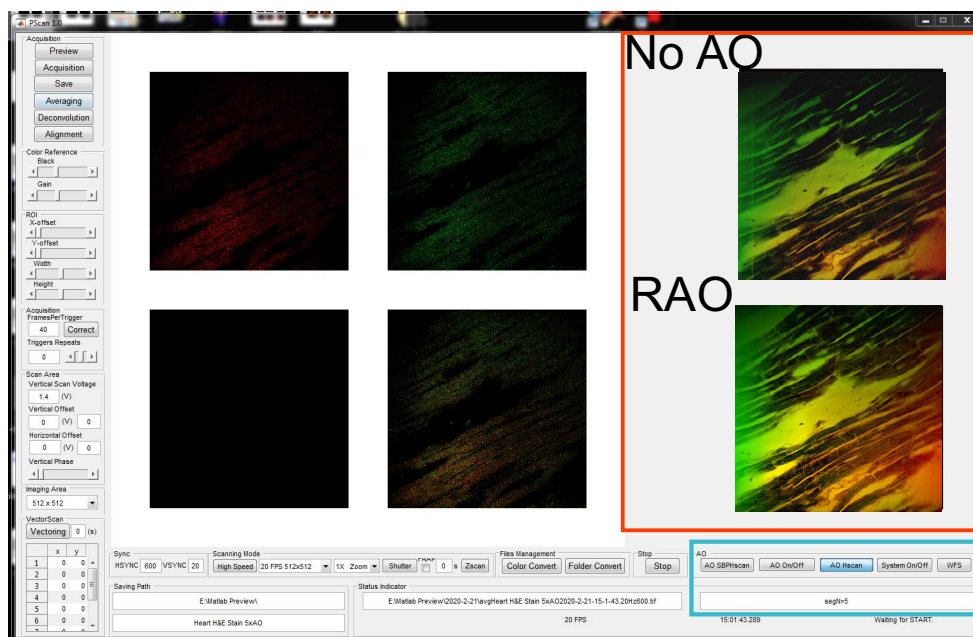 PScan 1.0
Acquisition
Preview
Acquisition
Save
Averaging
Deconvolution
Alignment
Color Reference
Black
Gain
ROI
X-offset
Y-offset
Width
Height
Acquisition
FramesPerTrigger
40 Correct
Triggers Repeats
0
Scan Area
Vertical Scan Voltage
1.4 (V)
Vertical Offset
0 (V) 0
Horizontal Offset
0 (V) 0
Vertical Phase
Imaging Area
512 x 512
VectorScan
Vectoring 0 (s)
x y
1 0 0
2 0 0
3 0 0
4 0 0
5 0 0
6 0 0
No AO
RAO
Sync
HSYNC 600 VSYNC 20
Scanning Mode
High Speed 20 FPS 512x512 1X Zoom Shutter 0 s Zscan
Files Management
Color Convert Folder Convert
Stop
Stop
AO
AO SBPHscan AO On/Off AO Hscan System On/Off WFS
Saving Path
E:\Matlab Preview\
Heart H&E Stain 5xAO
Status Indicator
E:\Matlab Preview\2020-2-21\avgHeart H&E Stain 5xAO2020-2-21-15-1-43.20Hz600.tif
segN=5
20 FPS
15:01:43.289
Waiting for START.